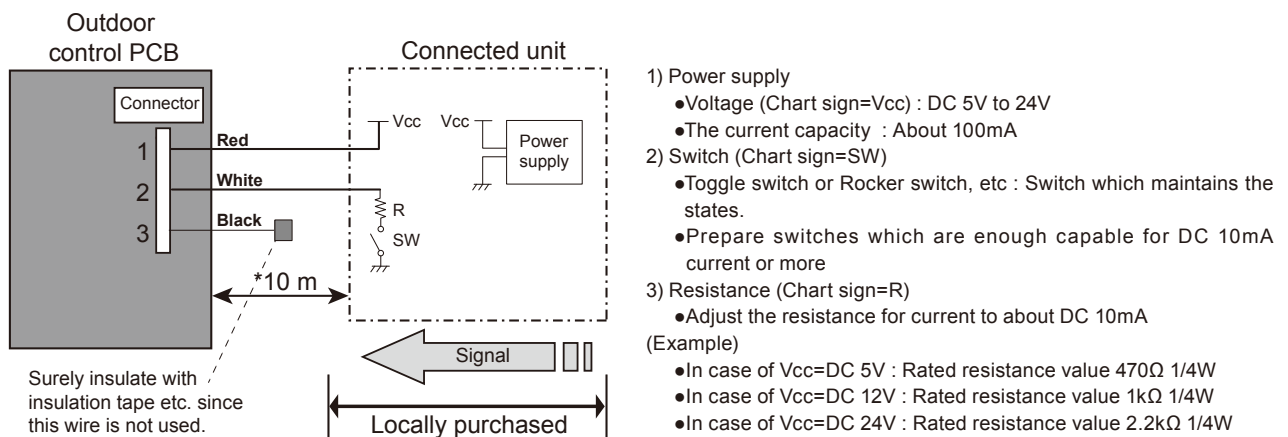 Outdoor
control PCB
Connected unit
Connector
1
2
3
Red
White
Black
Vcc
Vcc
Power
supply
R
SW
*10 m
Signal
Locally purchased
Surely insulate with
insulation tape etc. since
this wire is not used.
1) Power supply
●Voltage (Chart sign=Vcc) : DC 5V to 24V
●The current capacity : About 100mA
2) Switch (Chart sign=SW)
●Toggle switch or Rocker switch, etc : Switch which maintains the
states.
●Prepare switches which are enough capable for DC 10mA
current or more
3) Resistance (Chart sign=R)
●Adjust the resistance for current to about DC 10mA
(Example)
●In case of Vcc=DC 5V : Rated resistance value 470Ω 1/4W
●In case of Vcc=DC 12V : Rated resistance value 1kΩ 1/4W
●In case of Vcc=DC 24V : Rated resistance value 2.2kΩ 1/4W